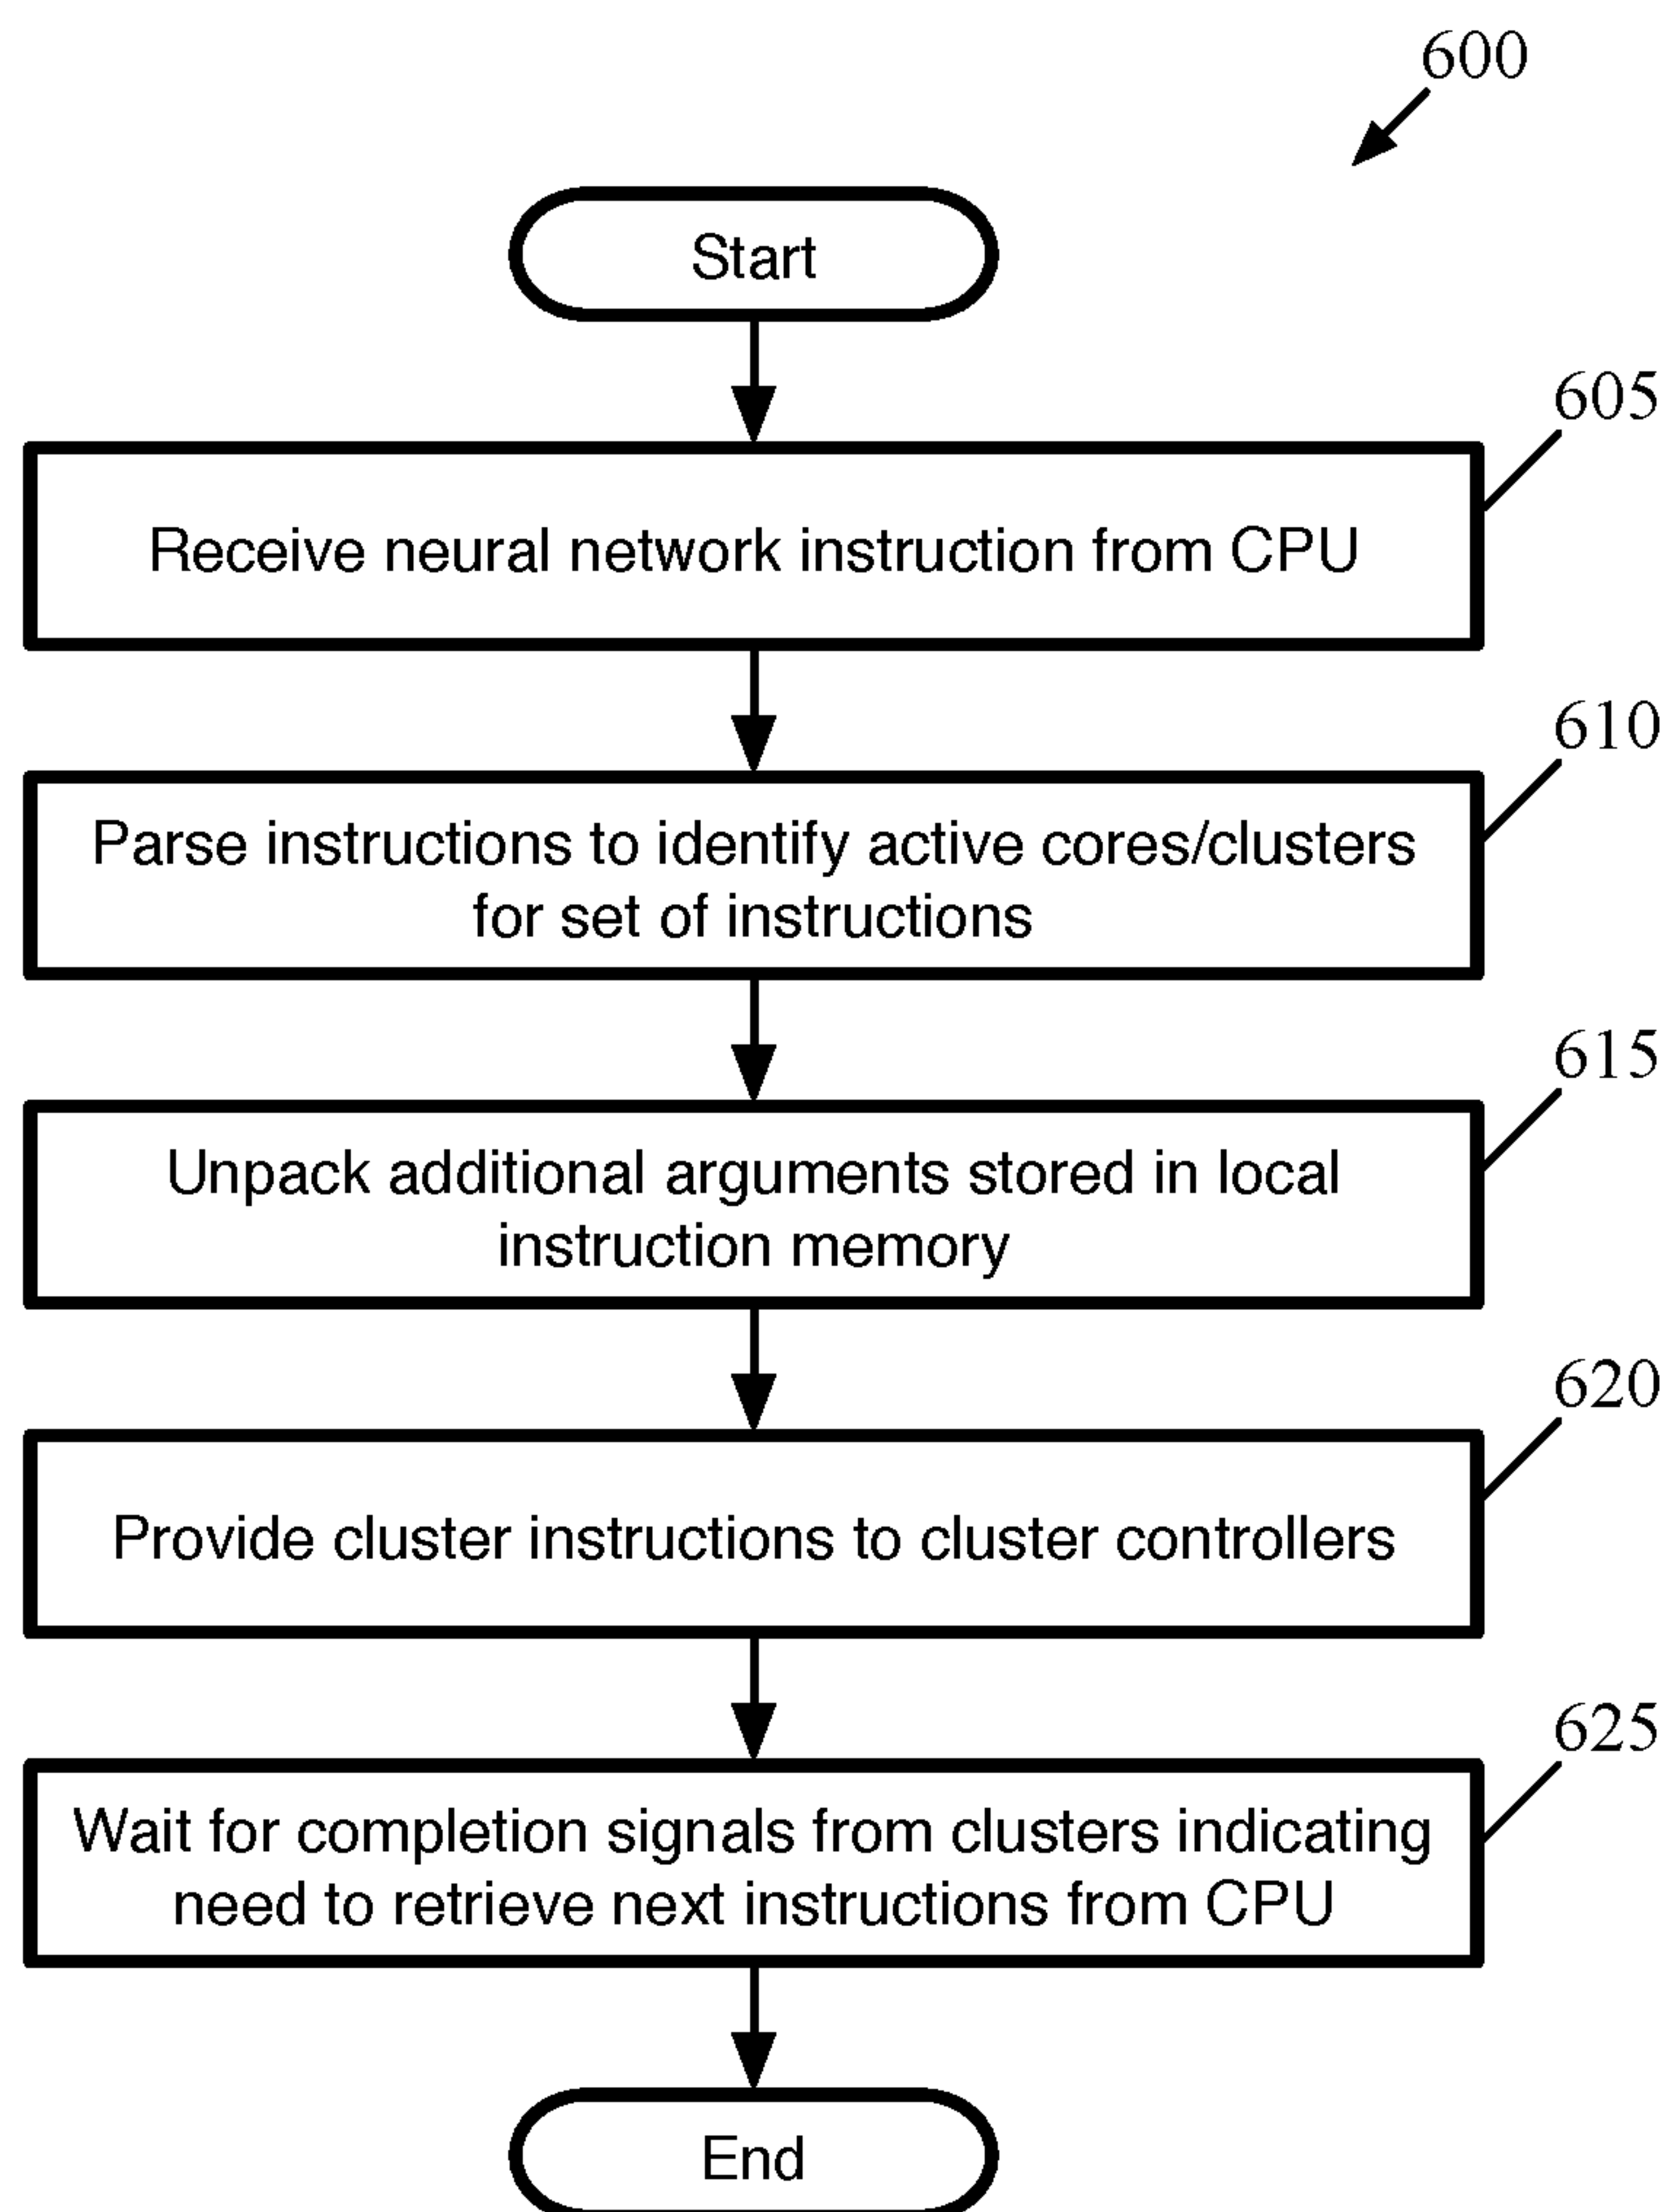 600
Start
605
Receive neural network instruction from CPU
610
Parse instructions to identify active cores/clusters
for set of instructions
615
Unpack additional arguments stored in local
instruction memory
620
Provide cluster instructions to cluster controllers
625
Wait for completion signals from clusters indicating
need to retrieve next instructions from CPU
End